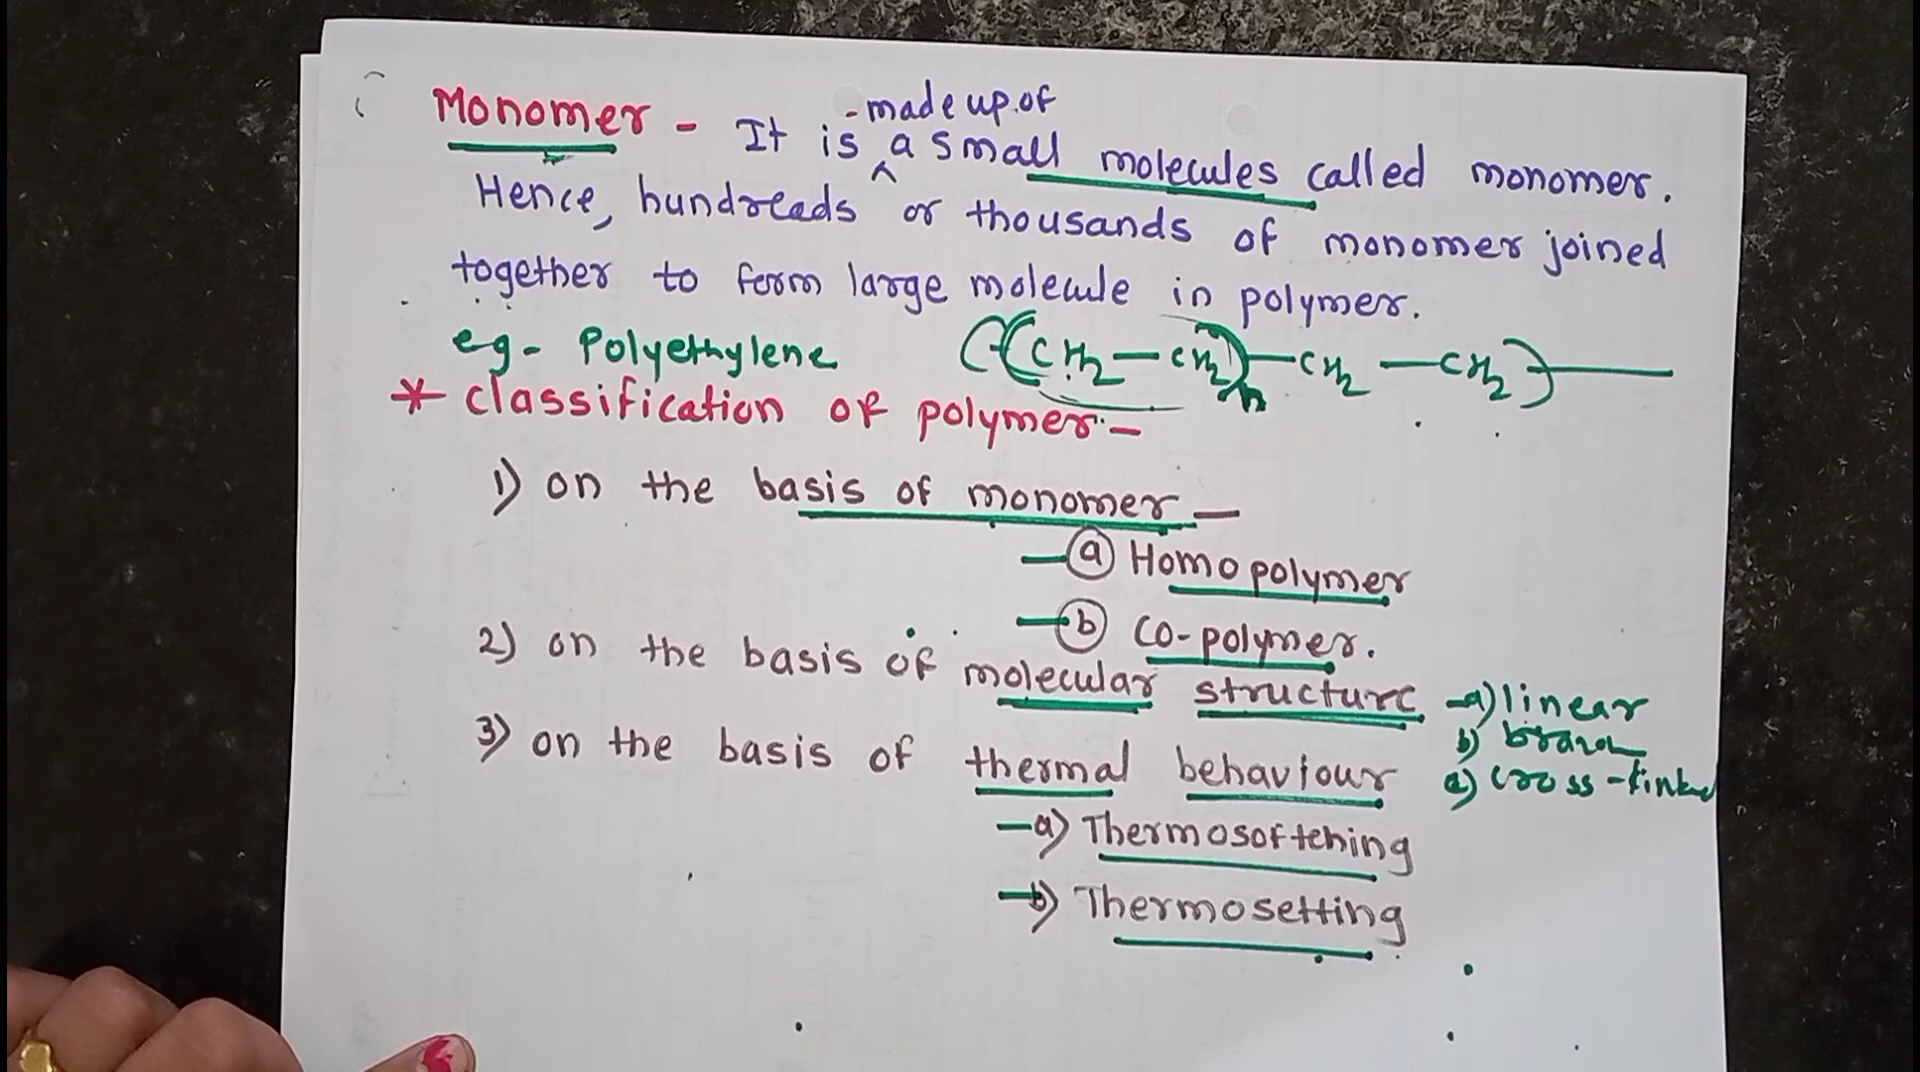 Monomer - It is a small molecules called monomer.
- made up of
Hence, hundreads or thousands of monomer joined
together to form large molecule in polymer.
eg- Polyethylene ((CH2-CH2)n-CH2-CH2)-
* Classification of polymer:-
1) on the basis of monomer -
- a Homopolymer
- b Co-polymer.
2) on the basis of molecular structure - a) linear
b) branch
3) on the basis of thermal behaviour
c) cross-linked
- a) Thermosoftening
- b) Thermosetting